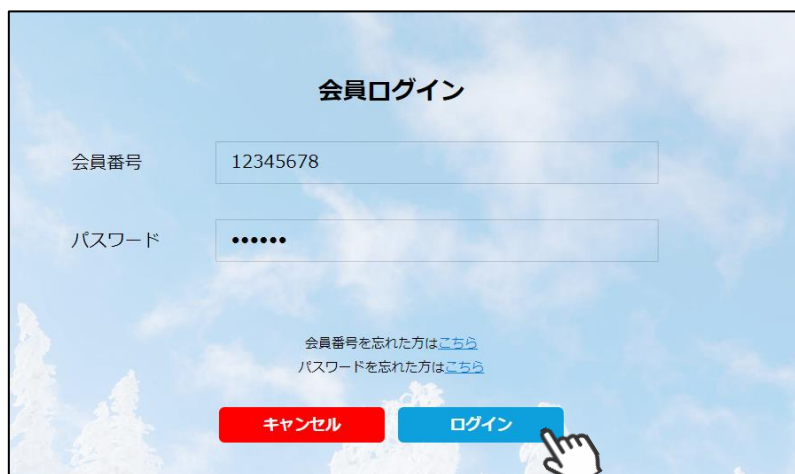 会員ログイン
会員番号 12345678
パスワード ••••••
会員番号を忘れた方はこちら
パスワードを忘れた方はこちら
キャンセル ログイン